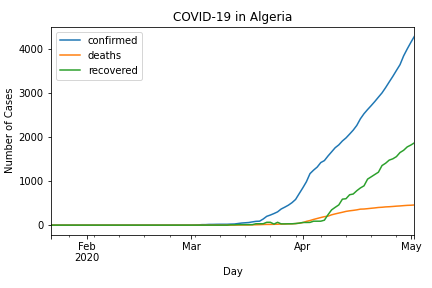 COVID-19 in Algeria
confirmed
deaths
recovered
Number of Cases
4000
3000
2000
1000
0
Feb
2020
Mar
Apr
May
Day